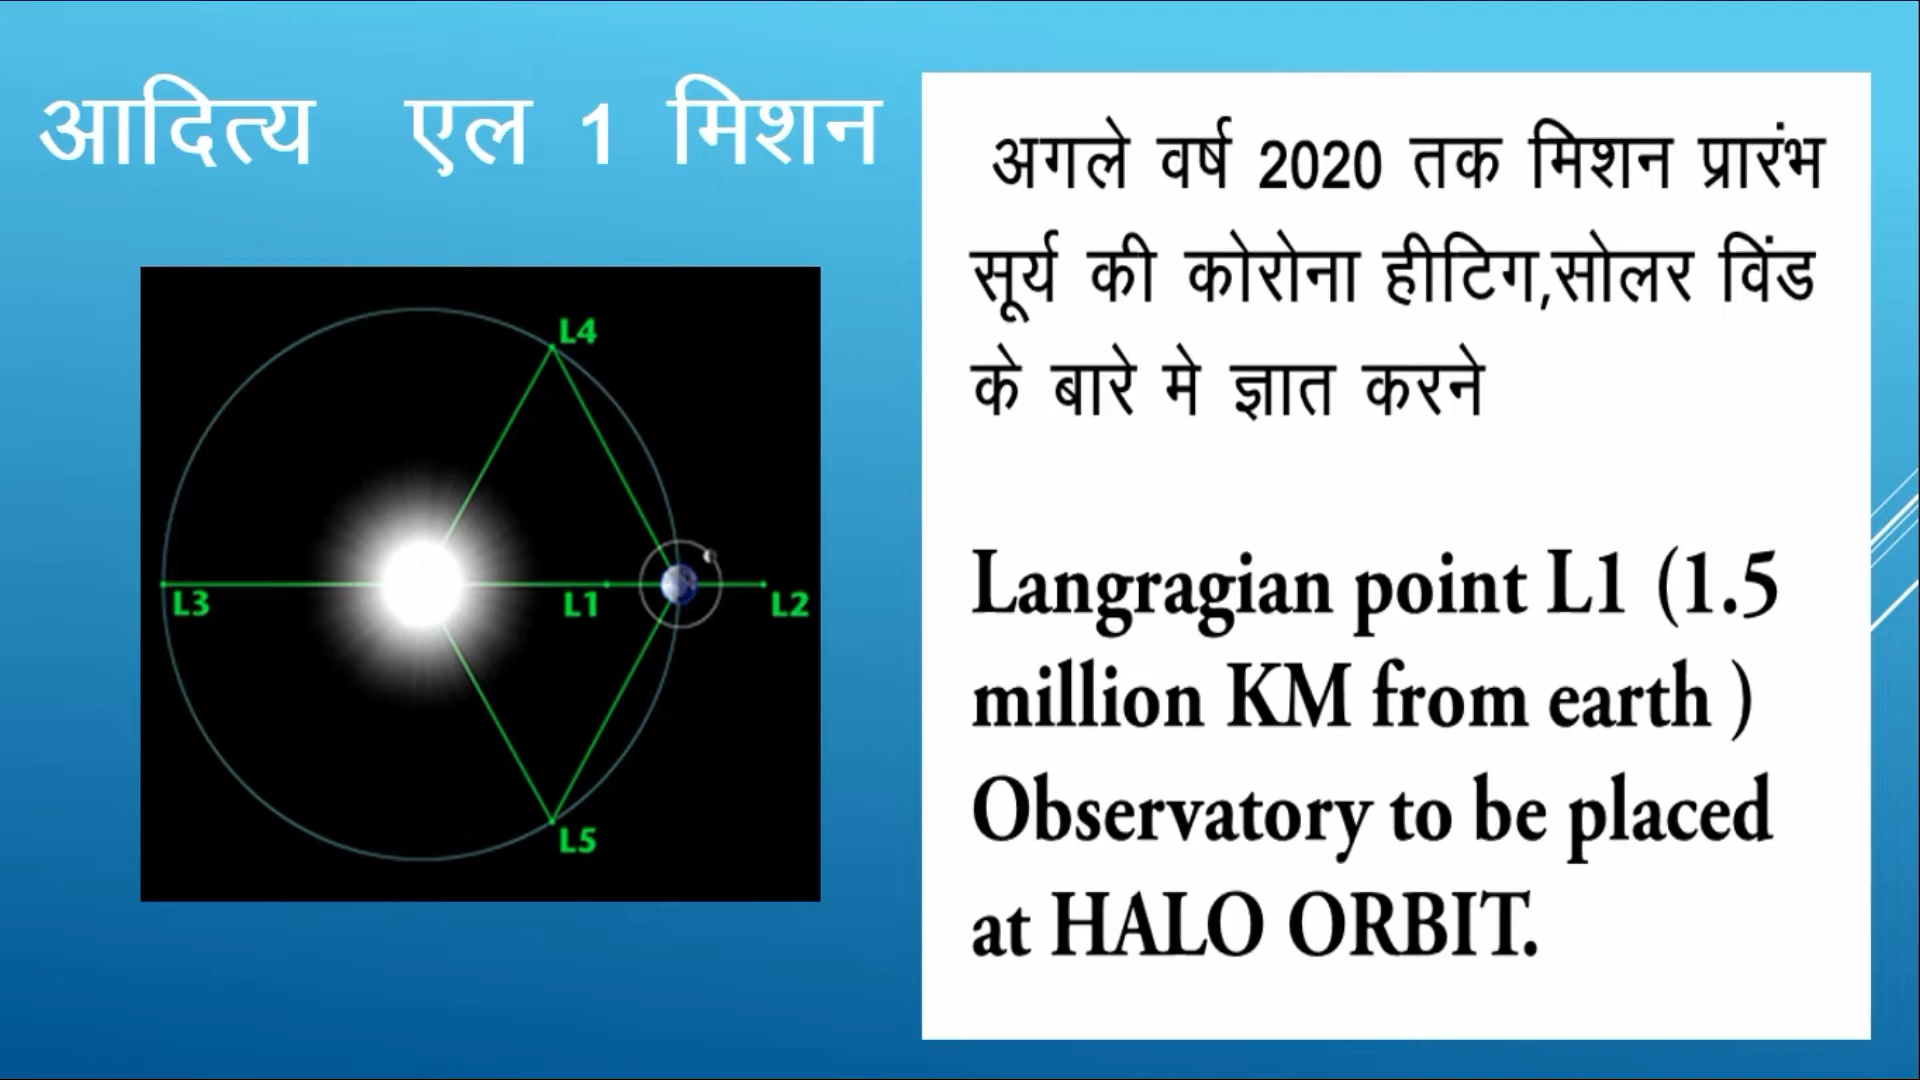 आदित्य एल 1 मिशन
L4
L3
L1
L2
L5
अगले वर्ष 2020 तक मिशन प्रारंभ
सूर्य की कोरोना हीटिग,सोलर विंड
के बारे मे ज्ञात करने
Langragian point L1 (1.5
million KM from earth )
Observatory to be placed
at HALO ORBIT.